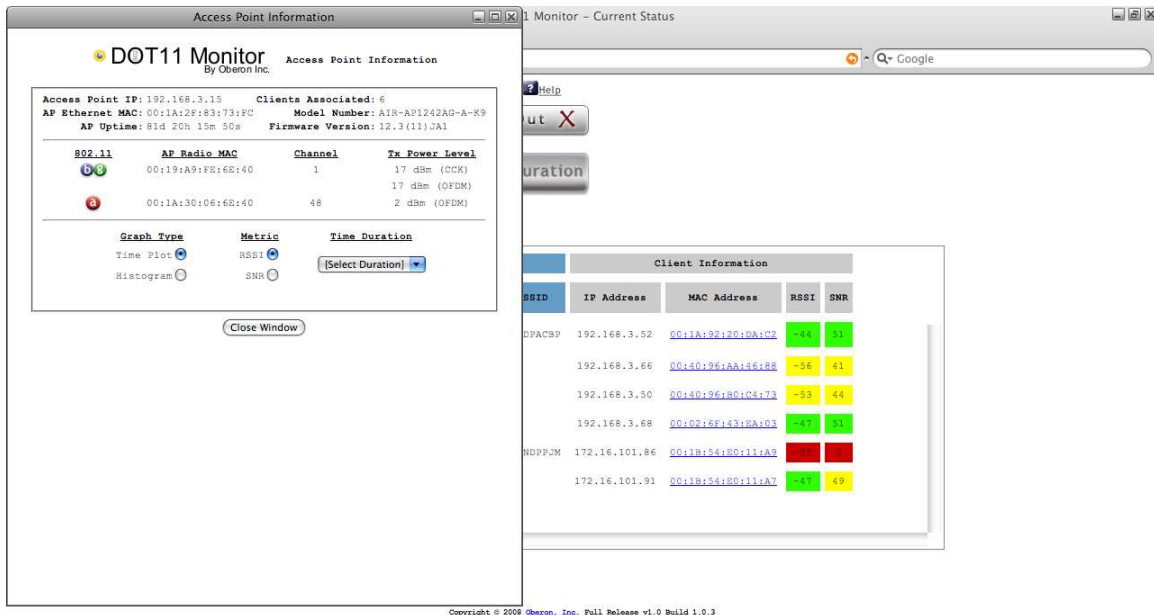 Access Point Information
1 Monitor – Current Status
Google
DOT11 Monitor
By Oberon Inc.
Access Point Information
Access Point IP: 192.168.3.15 Clients Associated: 6
AP Ethernet MAC: 00:1A:2F:83:73:FC Model Number: AIR-AP1242AG-A-K9
AP Uptime: 81d 20h 15m 50s Firmware Version: 12.3(11)JA1
802.11 AP Radio MAC Channel Tx Power Level
b g 00:19:A9:FE:6E:40 1 17 dBm (CCK)
17 dBm (OFDM)
a 00:1A:30:06:6E:40 48 2 dBm (OFDM)
Graph Type Metric Time Duration
Time Plot RSSI [Select Duration]
Histogram SNR
Close Window
? Help
ut X
uration
Client Information
SSID IP Address MAC Address RSSI SNR
DPACBP 192.168.3.52 00:1A:92:20:DA:C2 -44 51
192.168.3.66 00:40:96:AA:46:88 -56 41
192.168.3.50 00:40:96:B0:C4:73 -53 44
192.168.3.68 00:02:6F:43:EA:03 -47 51
NDPPJM 172.16.101.86 00:1B:54:E0:11:A9
172.16.101.91 00:1B:54:E0:11:A7 -47 49
Copyright © 2008 Oberon, Inc. Full Release v1.0 Build 1.0.3